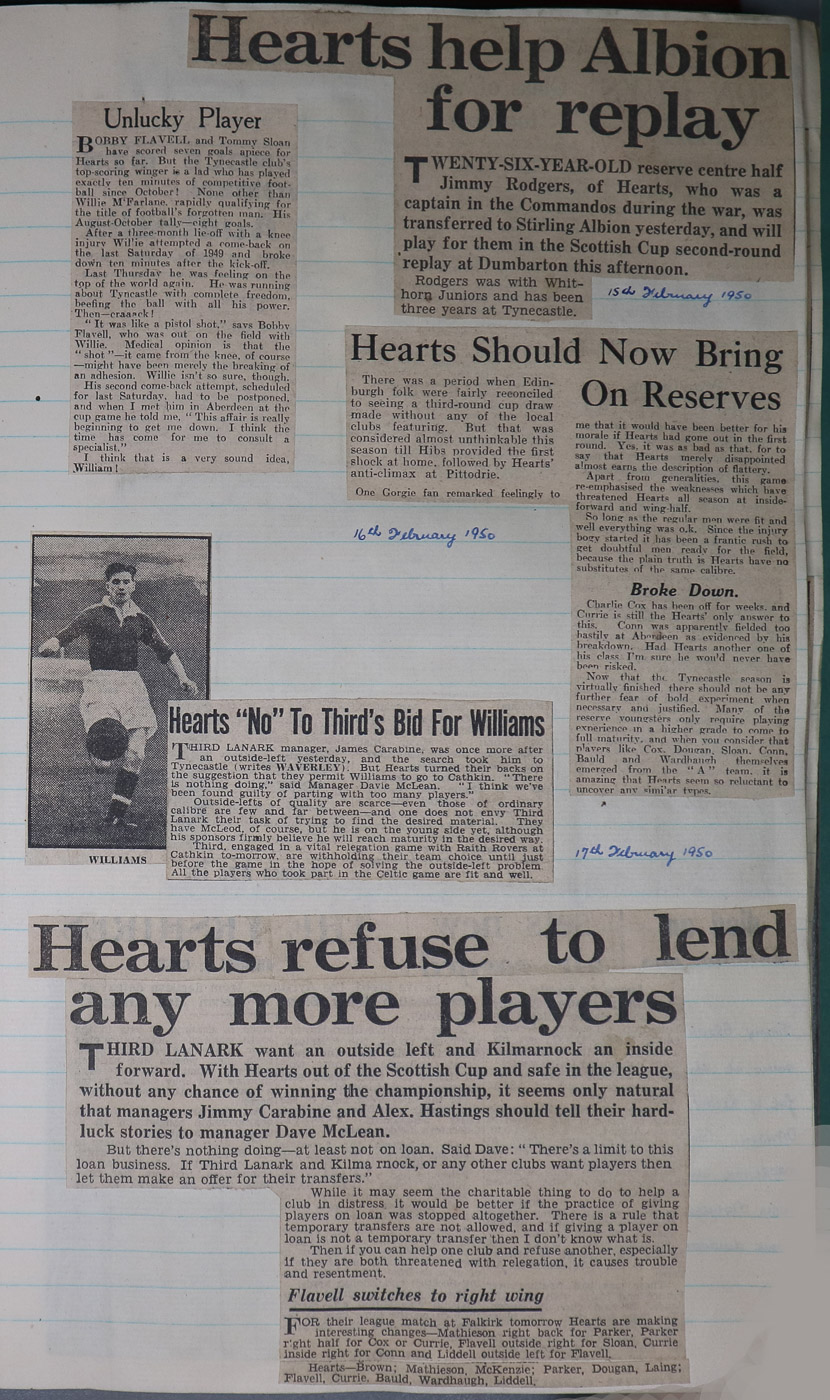 Hearts help Albion
for replay
TWENTY-SIX-YEAR-OLD reserve centre half
Jimmy Rodgers, of Hearts, who was a
captain in the Commandos during the war, was
transferred to Stirling Albion yesterday, and will
play for them in the Scottish Cup second-round
replay at Dumbarton this afternoon.
Rodgers was with Whit-
horn Juniors and has been
three years at Tynecastle.
15th February 1950
Unlucky Player
BOBBY FLAVELL and Tommy Sloan
have scored seven goals apiece for
Hearts so far. But the Tynecastle club's
top-scoring winger is a lad who has played
exactly ten minutes of competitive foot-
ball since October! None other than
Willie M'Farlane, rapidly qualifying for
the title of football's forgotten man. His
August-October tally—eight goals.
After a three-month lie-off with a knee
injury Willie attempted a come-back on
the last Saturday of 1949 and broke
down ten minutes after the kick-off.
Last Thursday he was feeling on the
top of the world again. He was running
about Tyncastle with complete freedom,
beefing the ball with all his power.
Then—craack!
"It was like a pistol shot," says Bobby
Flavell, who was out on the field with
Willie. Medical opinion is that the
"shot"—it came from the knee, of course
—might have been merely the breaking of
an adhesion. Willie isn't so sure, though.
His second come-back attempt, scheduled
for last Saturday, had to be postponed,
and when I met him in Aberdeen at the
cup game he told me, "This affair is really
beginning to get me down. I think the
time has come for me to consult a
specialist."
I think that is a very sound idea,
William!
Hearts Should Now Bring
On Reserves
There was a period when Edin-
burgh folk were fairly reconciled
to seeing a third-round cup draw
made without any of the local
clubs featuring. But that was
considered almost unthinkable this
season till Hibs provided the first
shock at home, followed by Hearts'
anti-climax at Pittodrie.
One Gorgie fan remarked feelingly to
me that it would have been better for his
morale if Hearts had gone out in the first
round. Yes, it was as bad as that, for to
say that Hearts merely disappointed
almost earns the description of flattery.
Apart from generalities, this game
re-emphasised the weaknesses which have
threatened Hearts all season at inside-
forward and wing-half.
So long as the regular men were fit and
well everything was o.k. Since the injury
bogy started it has been a frantic rush to
get doubtful men ready for the field,
because the plain truth is Hearts have no
substitutes of the same calibre.
Broke Down.
Charlie Cox has been off for weeks, and
Currie is still the Hearts' only answer to
this. Conn was apparently fielded too
hastily at Aberdeen as evidenced by his
breakdown. Had Hearts another one of
his class I'm sure he would never have
been risked.
Now that the Tynecastle season is
virtually finished there should not be any
further fear of bold experiment when
necessary and justified. Many of the
reserve youngsters only require playing
experience in a higher grade to come to
full maturity, and when you consider that
players like Cox, Dougan, Sloan, Conn,
Bauld and Wardhaugh themselves
emerged from the "A" team, it is
amazing that Hearts seem so reluctant to
uncover any similar types.
16th February 1950
WILLIAMS
Hearts "No" To Third's Bid For Williams
THIRD LANARK manager, James Carabine, was once more after
an outside-left yesterday, and the search took him to
Tynecastle (writes WAVERLEY). But Hearts turned their backs on
the suggestion that they permit Williams to go to Cathkin. "There
is nothing doing," said Manager Davie McLean. "I think we've
been found guilty of parting with too many players."
Outside-lefts of quality are scarce—even those of ordinary
calibre are few and far between—and one does not envy Third
Lanark their task of trying to find the desired material. They
have McLeod, of course, but he is on the young side yet, although
his sponsors firmly believe he will reach maturity in the desired way.
Third, engaged in a vital relegation game with Raith Rovers at
Cathkin to-morrow, are withholding their team choice until just
before the game in the hope of solving the outside-left problem.
All the players who took part in the Celtic game are fit and well.
17th February 1950
Hearts refuse to lend
any more players
THIRD LANARK want an outside left and Kilmarnock an inside
forward. With Hearts out of the Scottish Cup and safe in the league,
without any chance of winning the championship, it seems only natural
that managers Jimmy Carabine and Alex. Hastings should tell their hard-
luck stories to manager Dave McLean.
But there's nothing doing—at least not on loan. Said Dave: "There's a limit to this
loan business. If Third Lanark and Kilma rnock, or any other clubs want players then
let them make an offer for their transfers."
While it may seem the charitable thing to do to help a
club in distress, it would be better if the practice of giving
players on loan was stopped altogether. There is a rule that
temporary transfers are not allowed, and if giving a player on
loan is not a temporary transfer then I don't know what is.
Then if you can help one club and refuse another, especially
if they are both threatened with relegation, it causes trouble
and resentment.
Flavell switches to right wing
FOR their league match at Falkirk tomorrow Hearts are making
interesting changes—Mathieson right back for Parker, Parker
right half for Cox or Currie, Flavell outside right for Sloan, Currie
inside right for Conn and Liddell outside left for Flavell.
Hearts—Brown; Mathieson, McKenzie; Parker, Dougan, Laing;
Flavell, Currie, Bauld, Wardhaugh, Liddell.